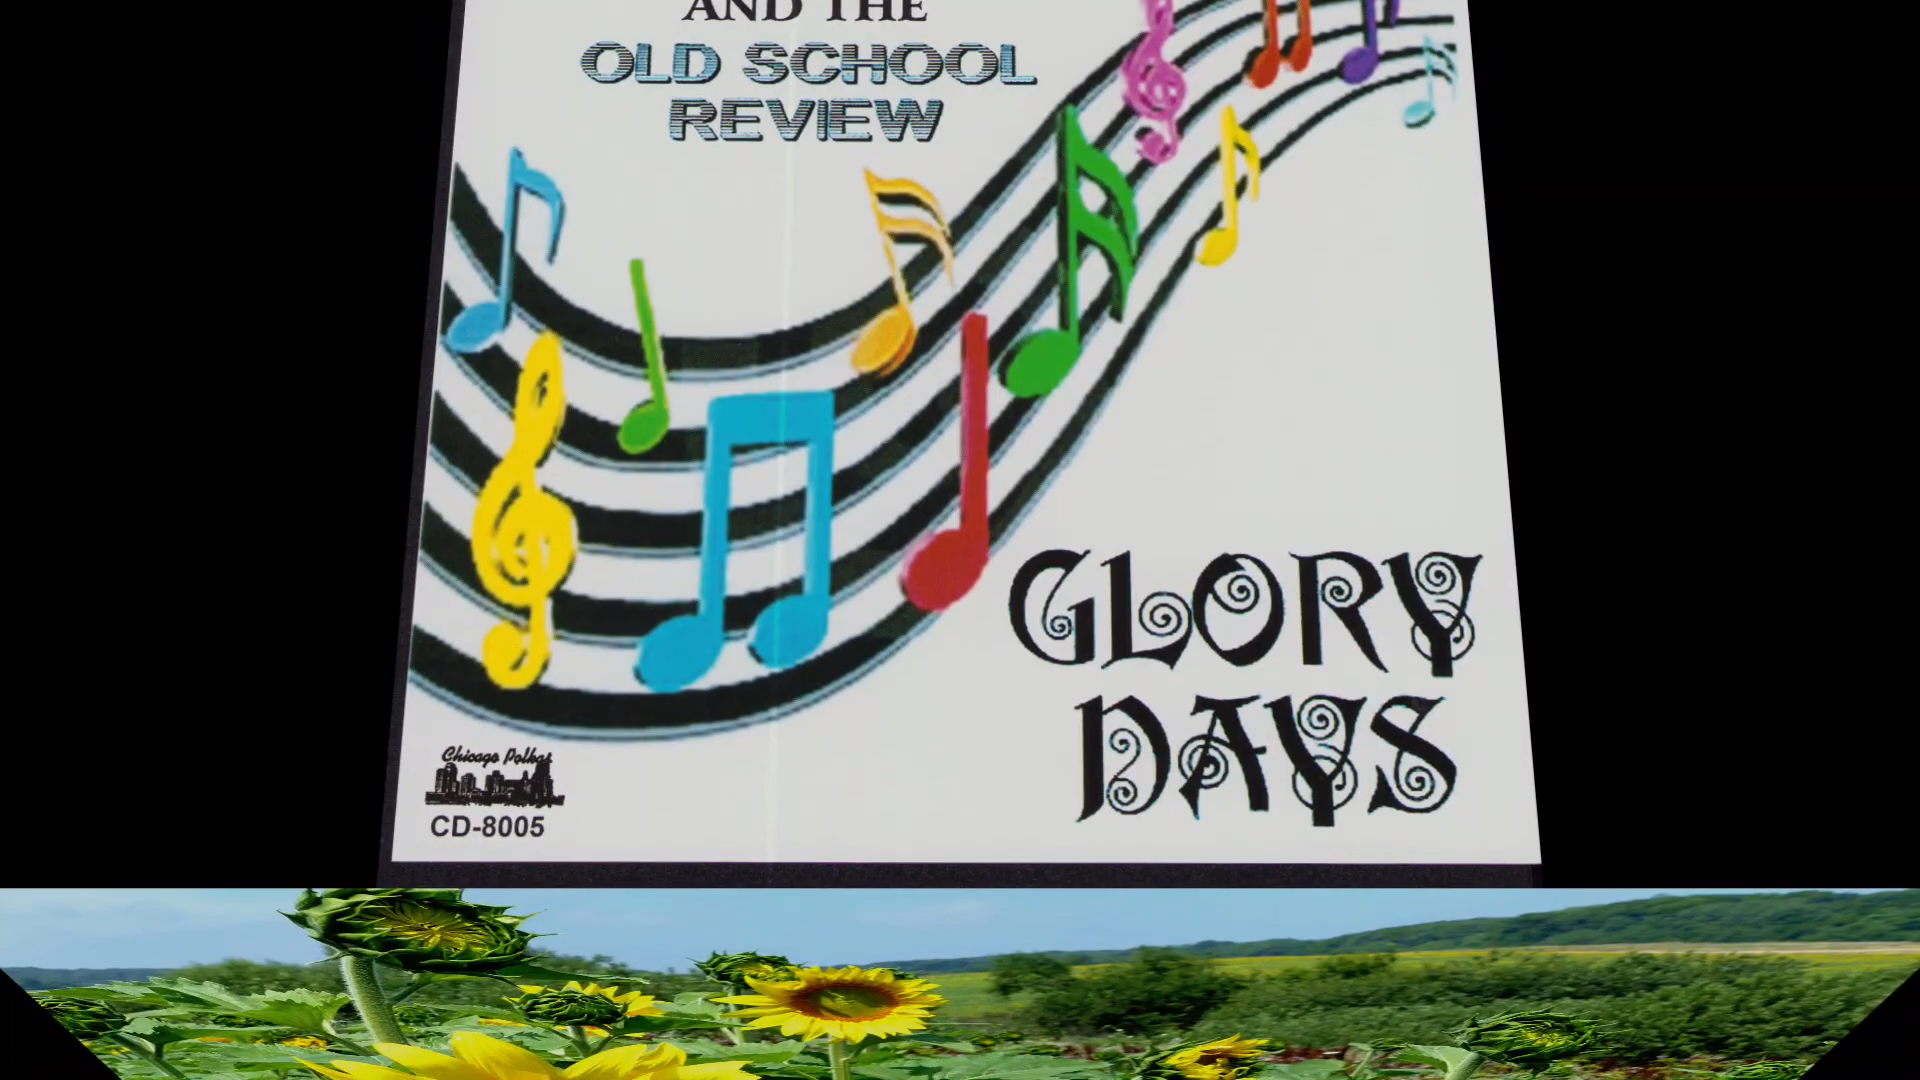 AND THE
OLD SCHOOL
REVIEW
GLORY
DAYS
Chicago Polkas
CD-8005